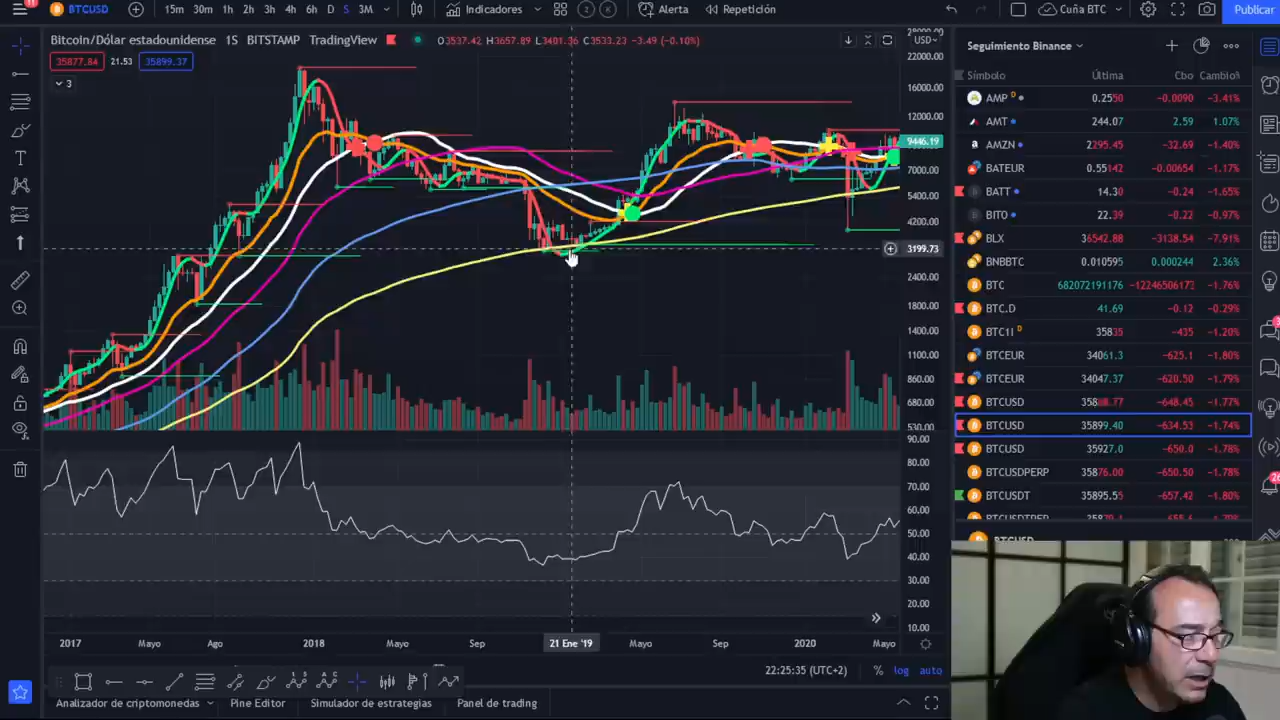 11
BTCUSD
15m 30m 1h 2h 3h 4h 6h D S 3M
Indicadores
Alerta
Repetición
Cuña BTC
Publicar
Bitcoin/Dólar estadounidense 1S BITSTAMP TradingView O3537.42 H3657.89 L3401.36 C3533.23 −3.49 (−0.10%)
USD
35877.84 21.53 35899.37
3
22000.00
16000.00
12000.00
9446.19
7000.00
5400.00
4200.00
3199.73
2400.00
1800.00
1400.00
1100.00
860.00
680.00
530.00
90.00
80.00
70.00
60.00
50.00
40.00
30.00
20.00
10.00
2017 Mayo Ago 2018 Mayo Sep 21 Ene '19 Mayo Sep 2020 Mayo
22:25:35 (UTC+2) % log auto
Analizador de criptomonedas Pine Editor Simulador de estrategias Panel de trading
Seguimiento Binance
Símbolo Última Cbo Cambio%
AMP D 0.2550 −0.0090 −3.41%
AMT 244.07 2.59 1.07%
AMZN 2295.45 −32.69 −1.40%
BATEUR 0.55142 −0.00654 −1.17%
BATT 14.30 −0.24 −1.65%
BITO 22.39 −0.22 −0.97%
BLX 36542.88 −3138.54 −7.91%
BNBBTC 0.010595 0.000244 2.36%
BTC 682072191176 −12246506173 −1.76%
BTC.D 41.69 −0.12 −0.29%
BTC1! D 35835 −435 −1.20%
BTCEUR 34061.3 −625.1 −1.80%
BTCEUR 34047.37 −620.50 −1.79%
BTCUSD −648.45 −1.77%
BTCUSD 35899.40 −634.53 −1.74%
BTCUSD 35927.0 −650.0 −1.78%
BTCUSDPERP 35876.00 −650.50 −1.78%
BTCUSDT 35895.55 −657.42 −1.80%
BTCUSDTPERP
BTCUSD